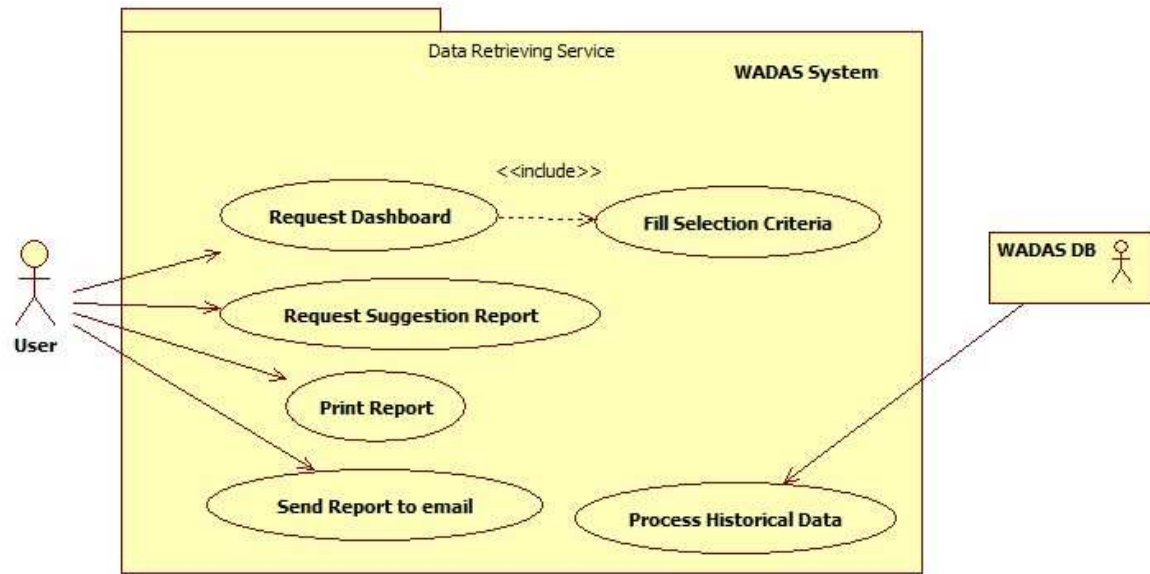 Data Retrieving Service
WADAS System
<<include>>
Request Dashboard
Fill Selection Criteria
WADAS DB
Request Suggestion Report
User
Print Report
Send Report to email
Process Historical Data